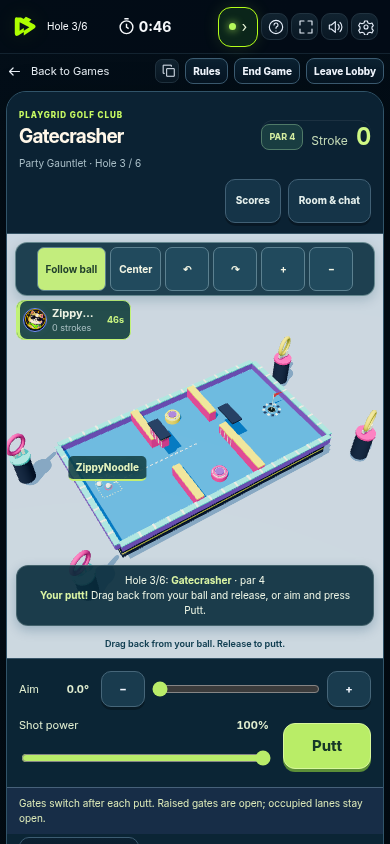 Hole 3/6
0:46
Back to Games
Rules
End Game
Leave Lobby
PLAYGRID GOLF CLUB
Gatecrasher
PAR 4
Stroke 0
Party Gauntlet · Hole 3 / 6
Scores
Room & chat
Follow ball
Center
↶
↷
+
−
Zippy...
0 strokes
46s
ZippyNoodle
Hole 3/6: Gatecrasher · par 4
Your putt! Drag back from your ball and release, or aim and press
Putt.
Drag back from your ball. Release to putt.
Aim
0.0°
−
+
Shot power
100%
Putt
Gates switch after each putt. Raised gates are open; occupied lanes stay
open.